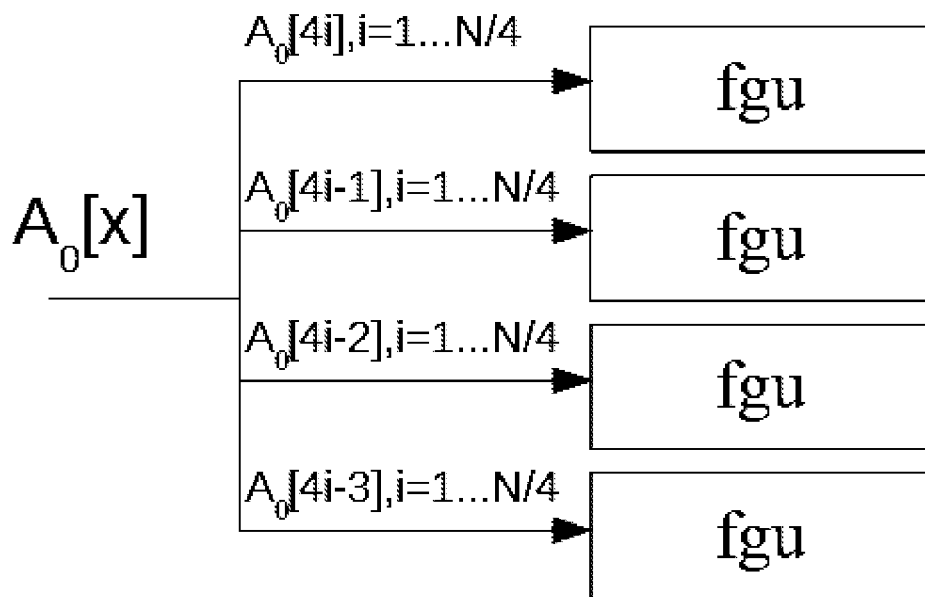 A₀[4i],i=1...N/4
fgu
A₀[4i-1],i=1...N/4
fgu
A₀[x]
A₀[4i-2],i=1...N/4
fgu
A₀[4i-3],i=1...N/4
fgu